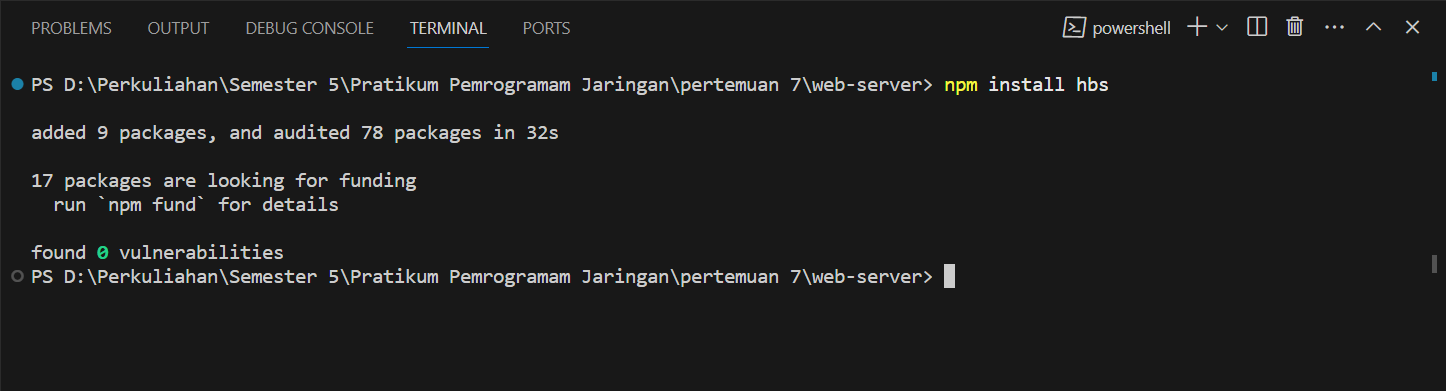 PROBLEMS OUTPUT DEBUG CONSOLE TERMINAL PORTS powershell
PS D:\Perkuliahan\Semester 5\Pratikum Pemrogramam Jaringan\pertemuan 7\web-server> npm install hbs
added 9 packages, and audited 78 packages in 32s
17 packages are looking for funding
  run `npm fund` for details
found 0 vulnerabilities
PS D:\Perkuliahan\Semester 5\Pratikum Pemrogramam Jaringan\pertemuan 7\web-server>